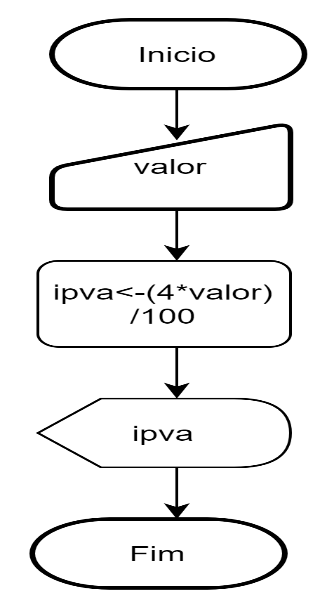 Inicio
valor
ipva<-(4*valor)
/100
ipva
Fim